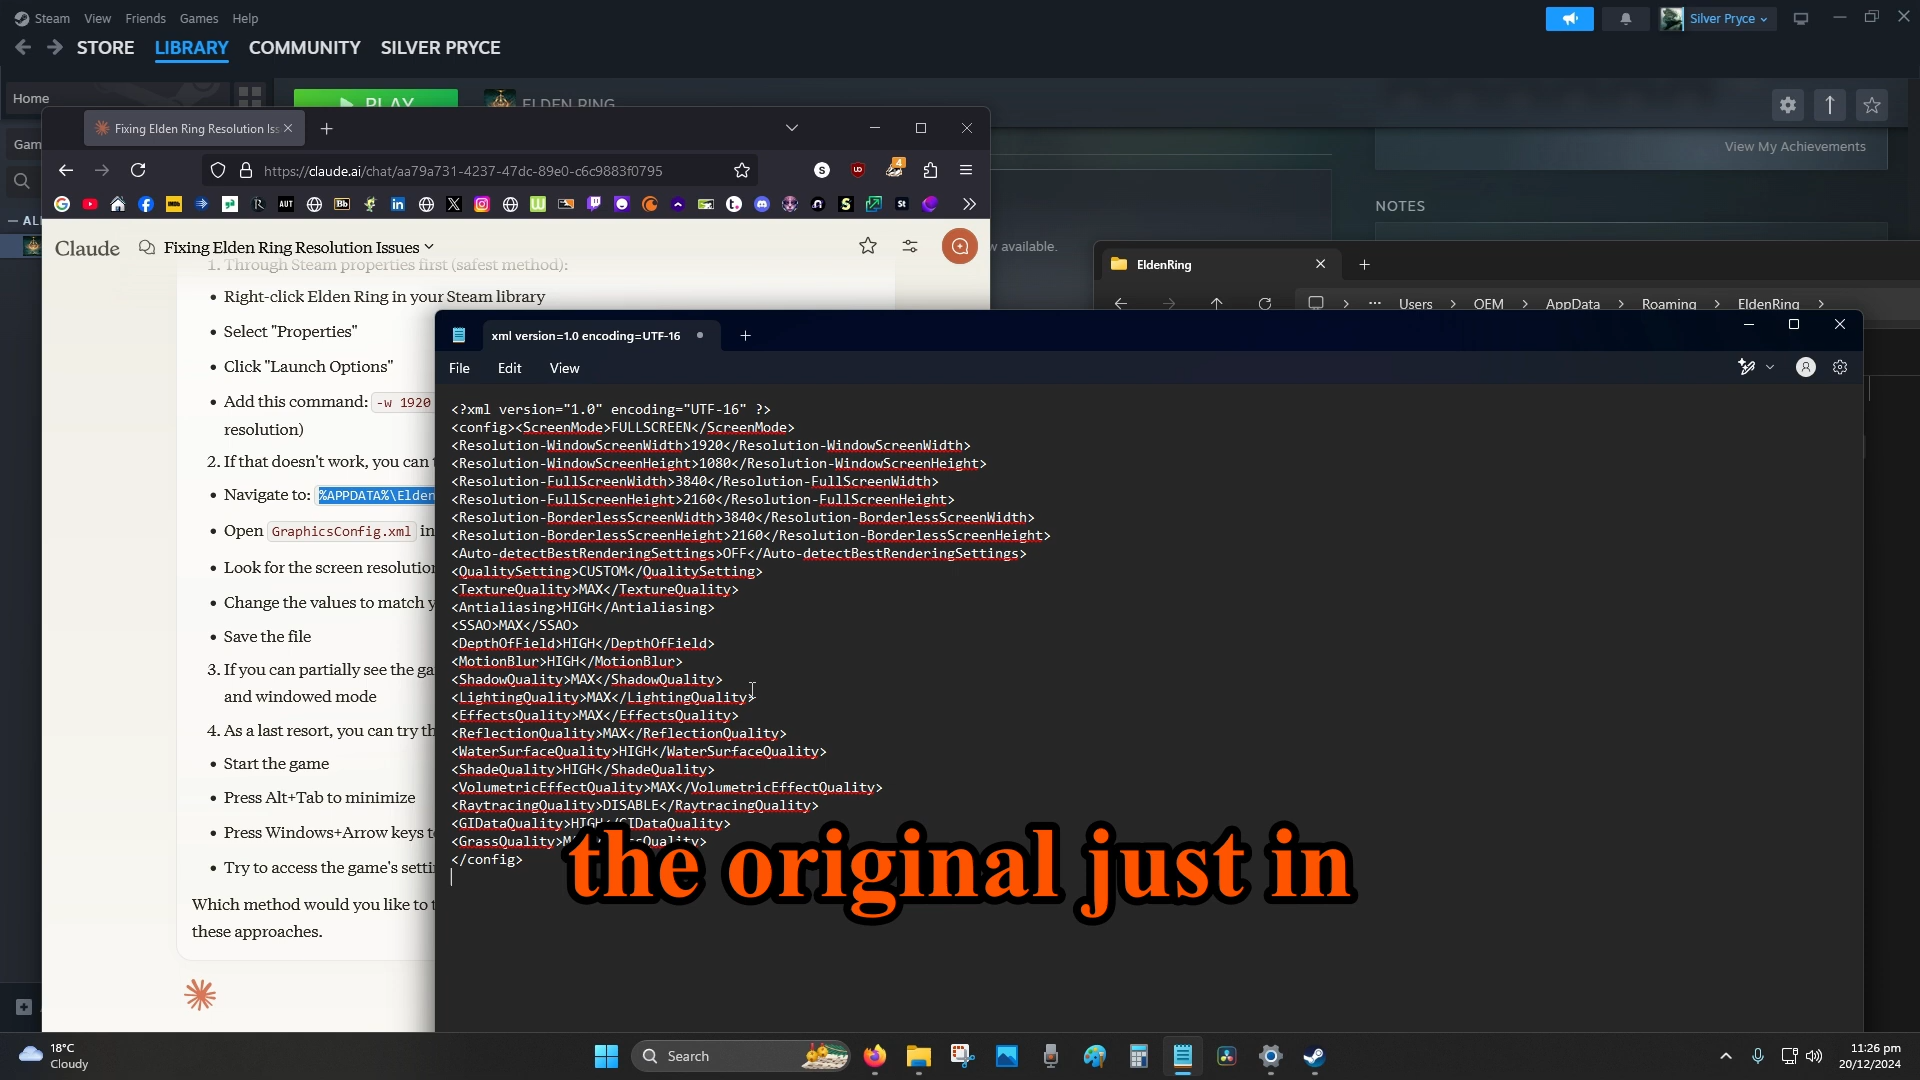 Steam View Friends Games Help
Silver Pryce
STORE LIBRARY COMMUNITY SILVER PRYCE
Home
PLAY
ELDEN RING
View My Achievements
NOTES
Fixing Elden Ring Resolution Iss
https://claude.ai/chat/aa79a731-4237-47dc-89e0-c6c9883f0795
4
Claude
Fixing Elden Ring Resolution Issues
available.
1. Through Steam properties first (safest method):
• Right-click Elden Ring in your Steam library
• Select "Properties"
• Click "Launch Options"
• Add this command: -w 1920
resolution)
2. If that doesn't work, you can
• Navigate to: %APPDATA%\Elden
• Open GraphicsConfig.xml in
• Look for the screen resolution
• Change the values to match
• Save the file
3. If you can partially see the
and windowed mode
4. As a last resort, you can try
• Start the game
• Press Alt+Tab to minimize
• Press Windows+Arrow keys
• Try to access the game's
Which method would you like to
these approaches.
EldenRing
Users > OEM > AppData > Roaming > EldenRing >
xml version=1.0 encoding=UTF-16
File Edit View
<?xml version="1.0" encoding="UTF-16" ?>
<config><ScreenMode>FULLSCREEN</ScreenMode>
<Resolution-WindowScreenWidth>1920</Resolution-WindowScreenWidth>
<Resolution-WindowScreenHeight>1080</Resolution-WindowScreenHeight>
<Resolution-FullScreenWidth>3840</Resolution-FullScreenWidth>
<Resolution-FullScreenHeight>2160</Resolution-FullScreenHeight>
<Resolution-BorderlessScreenWidth>3840</Resolution-BorderlessScreenWidth>
<Resolution-BorderlessScreenHeight>2160</Resolution-BorderlessScreenHeight>
<Auto-detectBestRenderingSettings>OFF</Auto-detectBestRenderingSettings>
<QualitySetting>CUSTOM</QualitySetting>
<TextureQuality>MAX</TextureQuality>
<Antialiasing>HIGH</Antialiasing>
<SSAO>MAX</SSAO>
<DepthOfField>HIGH</DepthOfField>
<MotionBlur>HIGH</MotionBlur>
<ShadowQuality>MAX</ShadowQuality>
<LightingQuality>MAX</LightingQuality>
<EffectsQuality>MAX</EffectsQuality>
<ReflectionQuality>MAX</ReflectionQuality>
<WaterSurfaceQuality>HIGH</WaterSurfaceQuality>
<ShadeQuality>HIGH</ShadeQuality>
<VolumetricEffectQuality>MAX</VolumetricEffectQuality>
<RaytracingQuality>DISABLE</RaytracingQuality>
<GIDataQuality>HIGH</GIDataQuality>
<GrassQuality>
</config>
the original just in
18°C
Cloudy
Search
11:26 pm
20/12/2024